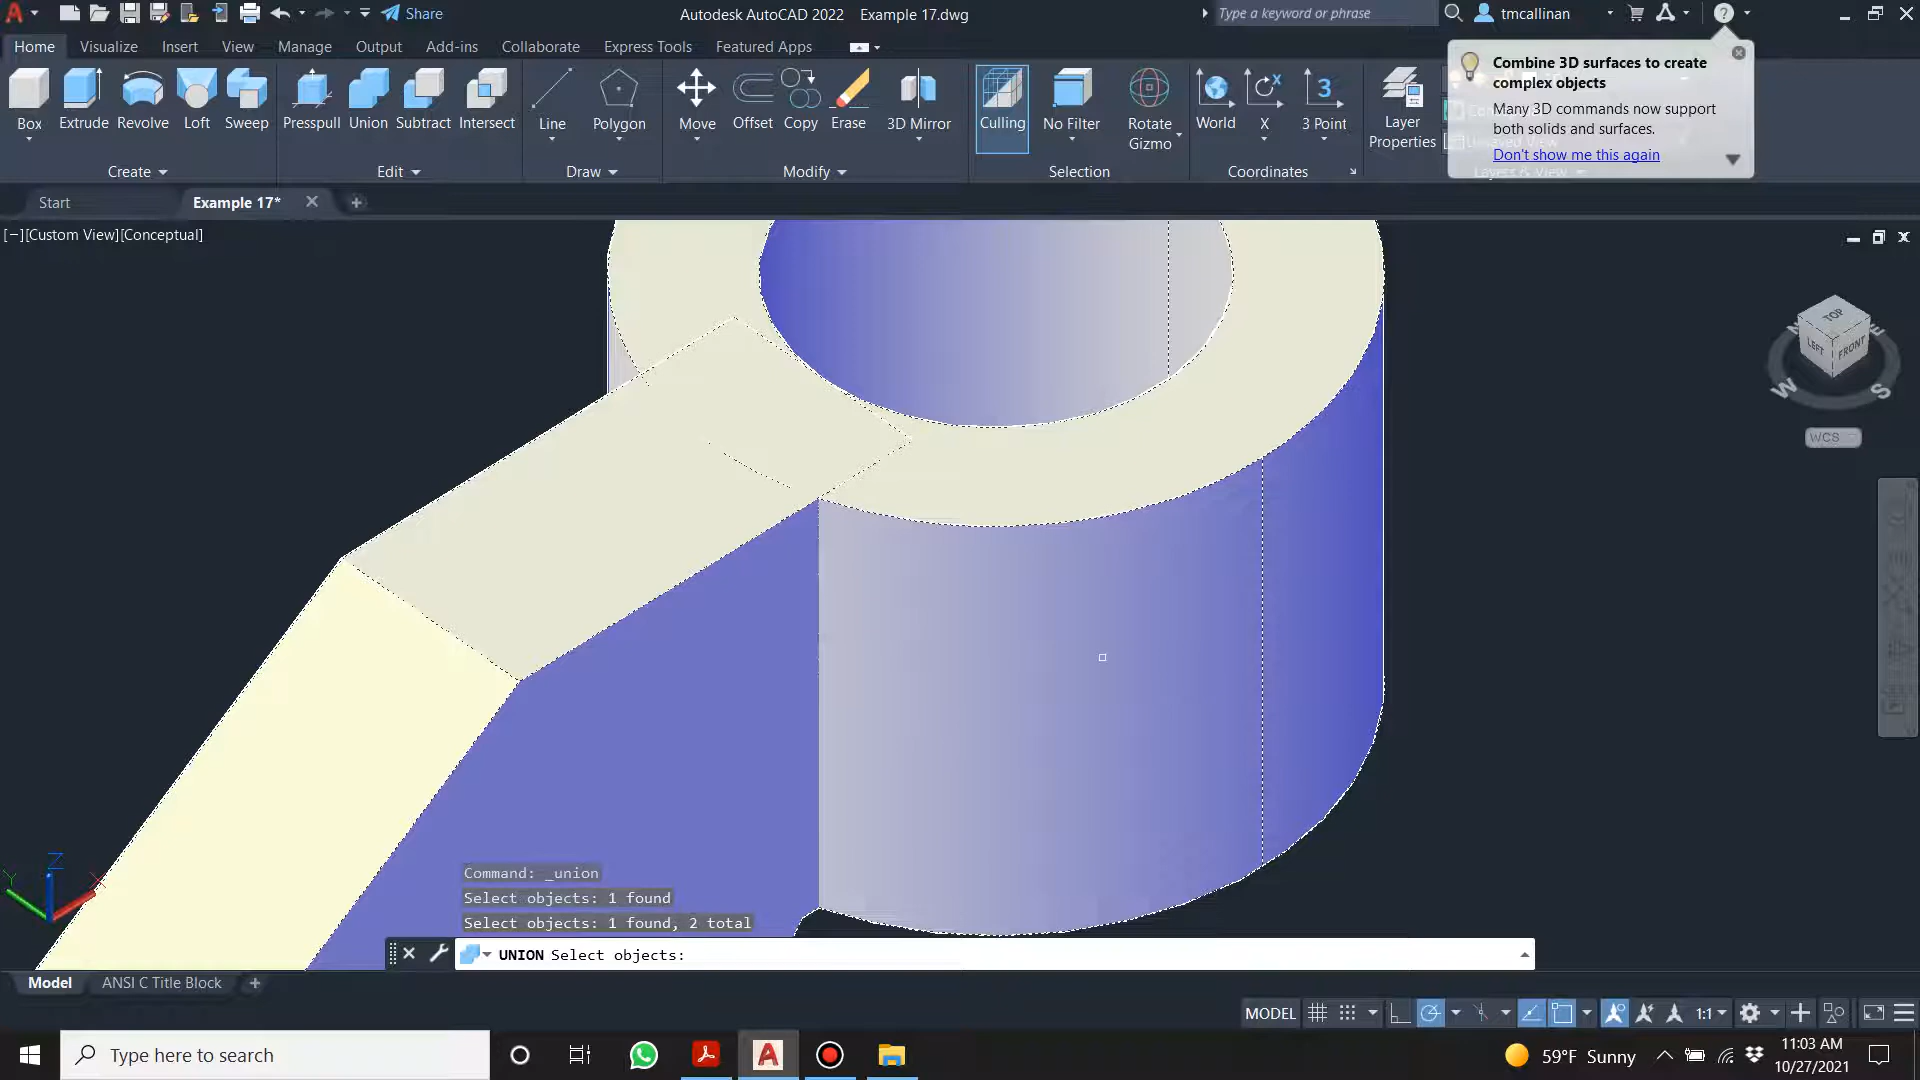 Share
Autodesk AutoCAD 2022 Example 17.dwg
Type a keyword or phrase
tmcallinan
Home Visualize Insert View Manage Output Add-ins Collaborate Express Tools Featured Apps
Box Extrude Revolve Loft Sweep Presspull Union Subtract Intersect Line Polygon Move Offset Copy Erase 3D Mirror Culling No Filter Rotate Gizmo World X 3 Point Layer Properties
Create Edit Draw Modify Selection Coordinates Layers & View
Combine 3D surfaces to create
complex objects
Many 3D commands now support
both solids and surfaces.
Don't show me this again
Start Example 17*
[−][Custom View][Conceptual]
TOP
LEFT FRONT
N E
W S
WCS
Z
Y X
Command: _union
Select objects: 1 found
Select objects: 1 found, 2 total
UNION Select objects:
Model ANSI C Title Block
MODEL 1:1
Type here to search
59°F Sunny
11:03 AM
10/27/2021